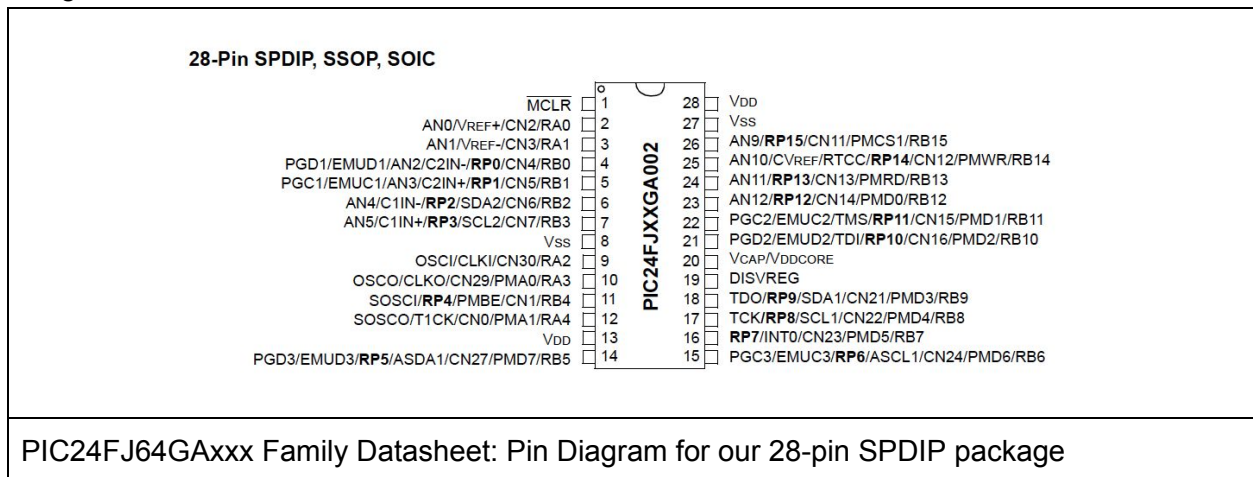 28-Pin SPDIP, SSOP, SOIC
MCLR 1
AN0/VREF+/CN2/RA0 2
AN1/VREF-/CN3/RA1 3
PGD1/EMUD1/AN2/C2IN-/RP0/CN4/RB0 4
PGC1/EMUC1/AN3/C2IN+/RP1/CN5/RB1 5
AN4/C1IN-/RP2/SDA2/CN6/RB2 6
AN5/C1IN+/RP3/SCL2/CN7/RB3 7
Vss 8
OSCI/CLKI/CN30/RA2 9
OSCO/CLKO/CN29/PMA0/RA3 10
SOSCI/RP4/PMBE/CN1/RB4 11
SOSCO/T1CK/CN0/PMA1/RA4 12
VDD 13
PGD3/EMUD3/RP5/ASDA1/CN27/PMD7/RB5 14
PIC24FJXXGA002
28 VDD
27 Vss
26 AN9/RP15/CN11/PMCS1/RB15
25 AN10/CVREF/RTCC/RP14/CN12/PMWR/RB14
24 AN11/RP13/CN13/PMRD/RB13
23 AN12/RP12/CN14/PMD0/RB12
22 PGC2/EMUC2/TMS/RP11/CN15/PMD1/RB11
21 PGD2/EMUD2/TDI/RP10/CN16/PMD2/RB10
20 VCAP/VDDCORE
19 DISVREG
18 TDO/RP9/SDA1/CN21/PMD3/RB9
17 TCK/RP8/SCL1/CN22/PMD4/RB8
16 RP7/INT0/CN23/PMD5/RB7
15 PGC3/EMUC3/RP6/ASCL1/CN24/PMD6/RB6
PIC24FJ64GAxxx Family Datasheet: Pin Diagram for our 28-pin SPDIP package